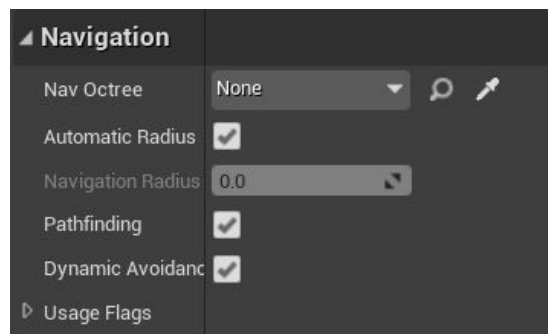 Navigation
Nav Octree None
Automatic Radius
Navigation Radius 0.0
Pathfinding
Dynamic Avoidanc
Usage Flags